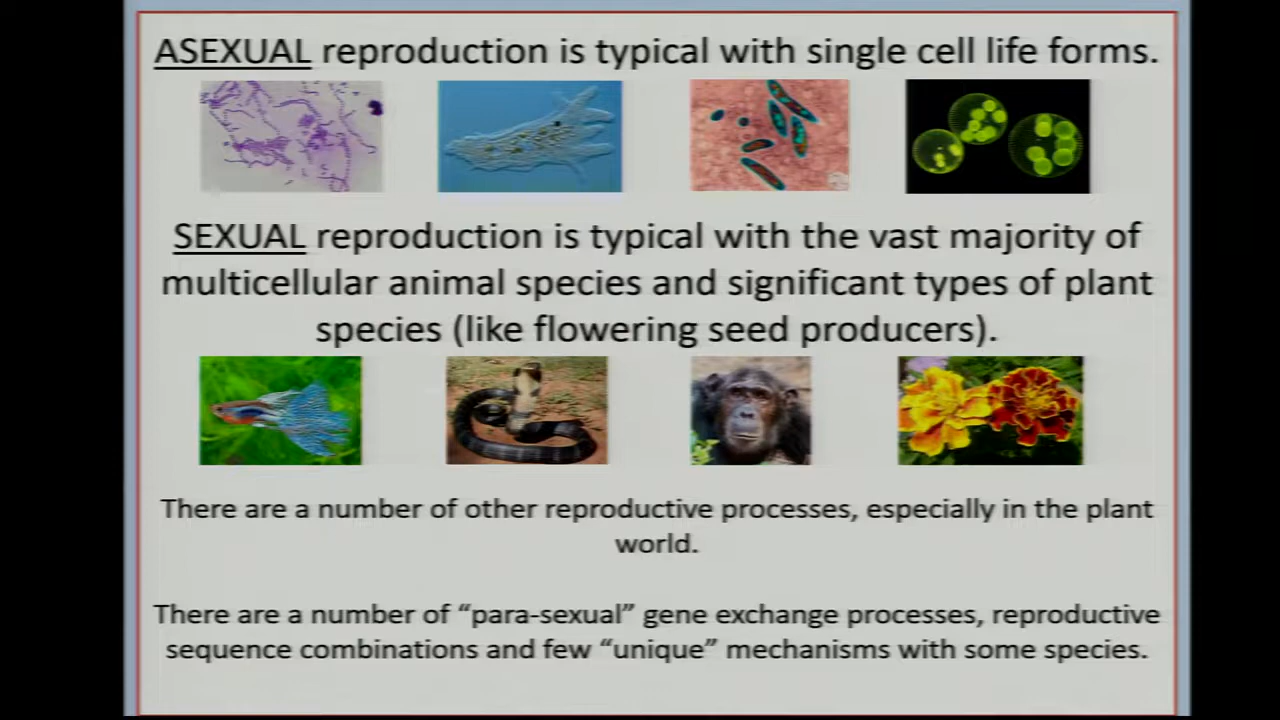 ASEXUAL reproduction is typical with single cell life forms.
SEXUAL reproduction is typical with the vast majority of
multicellular animal species and significant types of plant
species (like flowering seed producers).
There are a number of other reproductive processes, especially in the plant
world.
There are a number of “para-sexual” gene exchange processes, reproductive
sequence combinations and few “unique” mechanisms with some species.